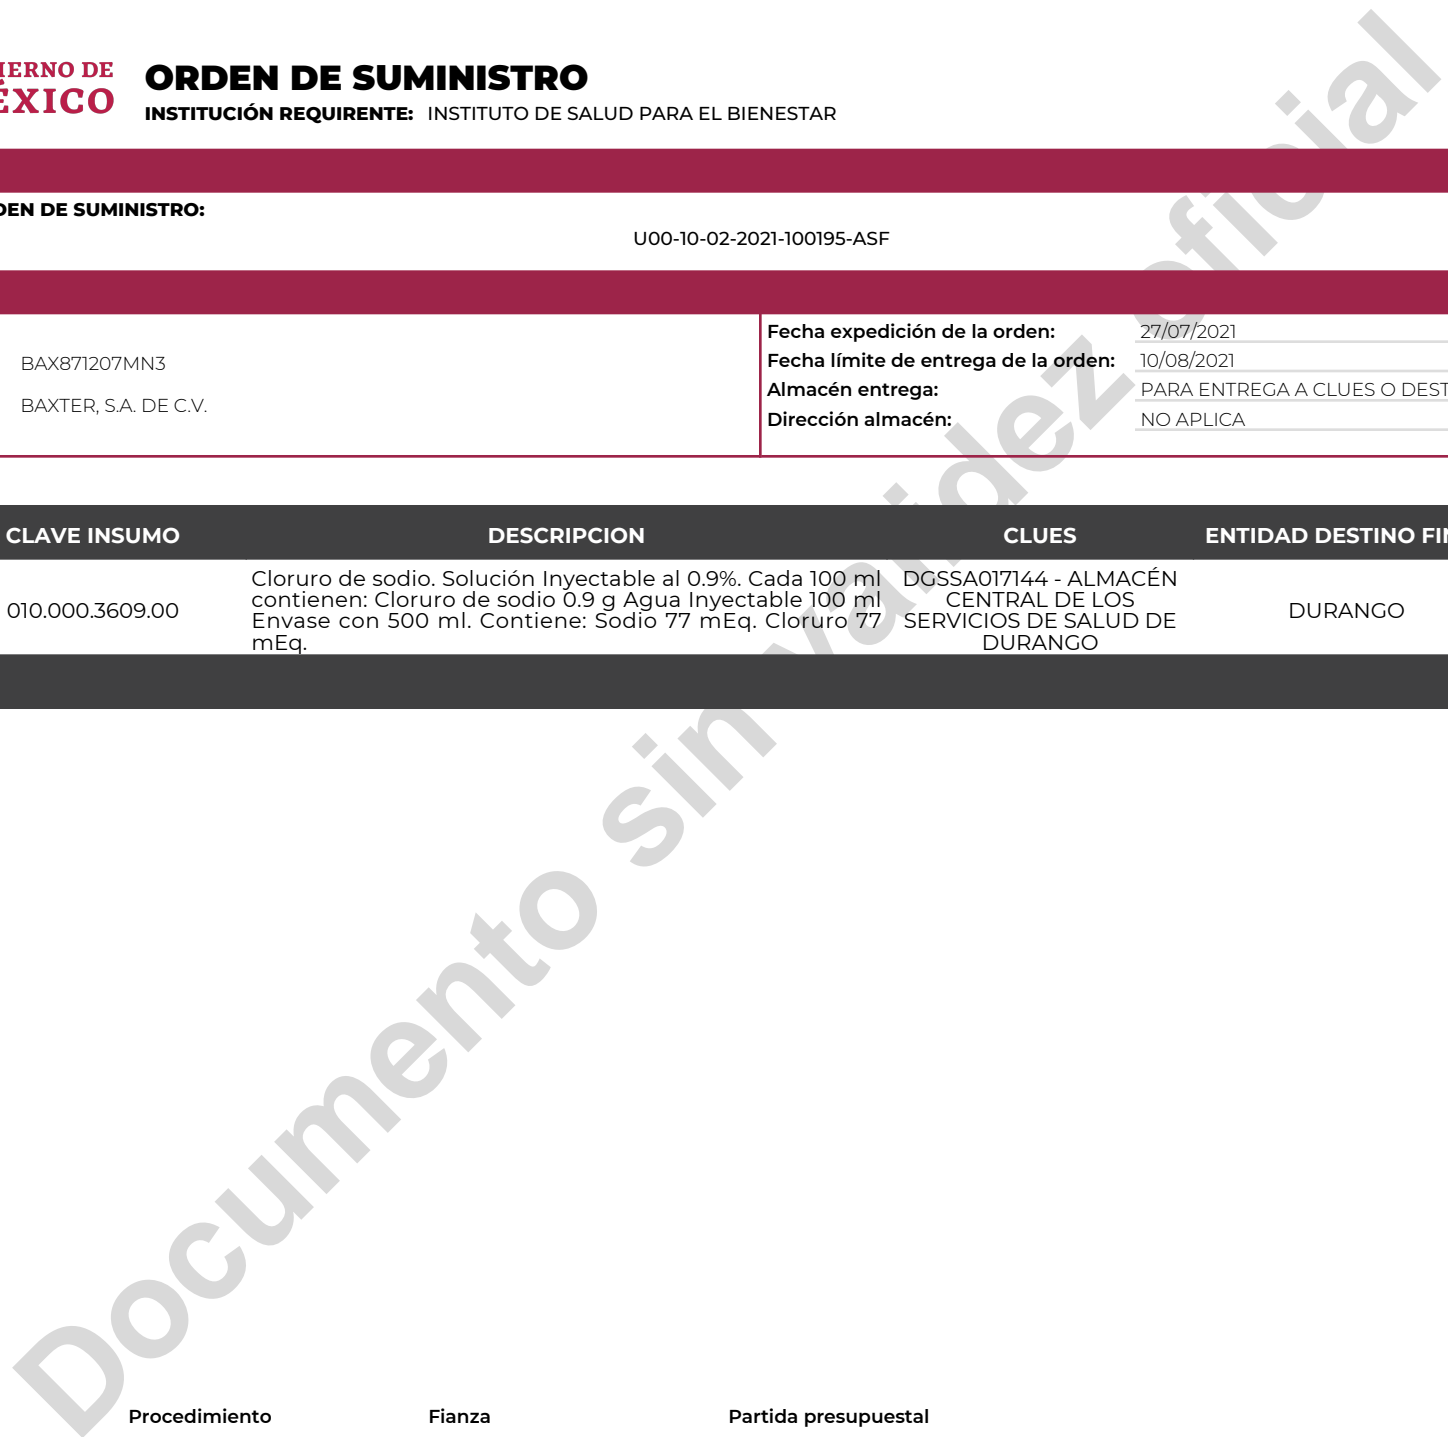 IERNO DE
ÉXICO
ORDEN DE SUMINISTRO
INSTITUCIÓN REQUIRENTE: INSTITUTO DE SALUD PARA EL BIENESTAR
DEN DE SUMINISTRO:
U00-10-02-2021-100195-ASF
BAX871207MN3
BAXTER, S.A. DE C.V.
Fecha expedición de la orden: 27/07/2021
Fecha límite de entrega de la orden: 10/08/2021
Almacén entrega: PARA ENTREGA A CLUES O DEST
Dirección almacén: NO APLICA
CLAVE INSUMO DESCRIPCION CLUES ENTIDAD DESTINO FIN
010.000.3609.00
Cloruro de sodio. Solución Inyectable al 0.9%. Cada 100 ml
contienen: Cloruro de sodio 0.9 g Agua Inyectable 100 ml
Envase con 500 ml. Contiene: Sodio 77 mEq. Cloruro 77
mEq.
DGSSA017144 - ALMACÉN
CENTRAL DE LOS
SERVICIOS DE SALUD DE
DURANGO
DURANGO
Documento sin validez oficial
Procedimiento Fianza Partida presupuestal